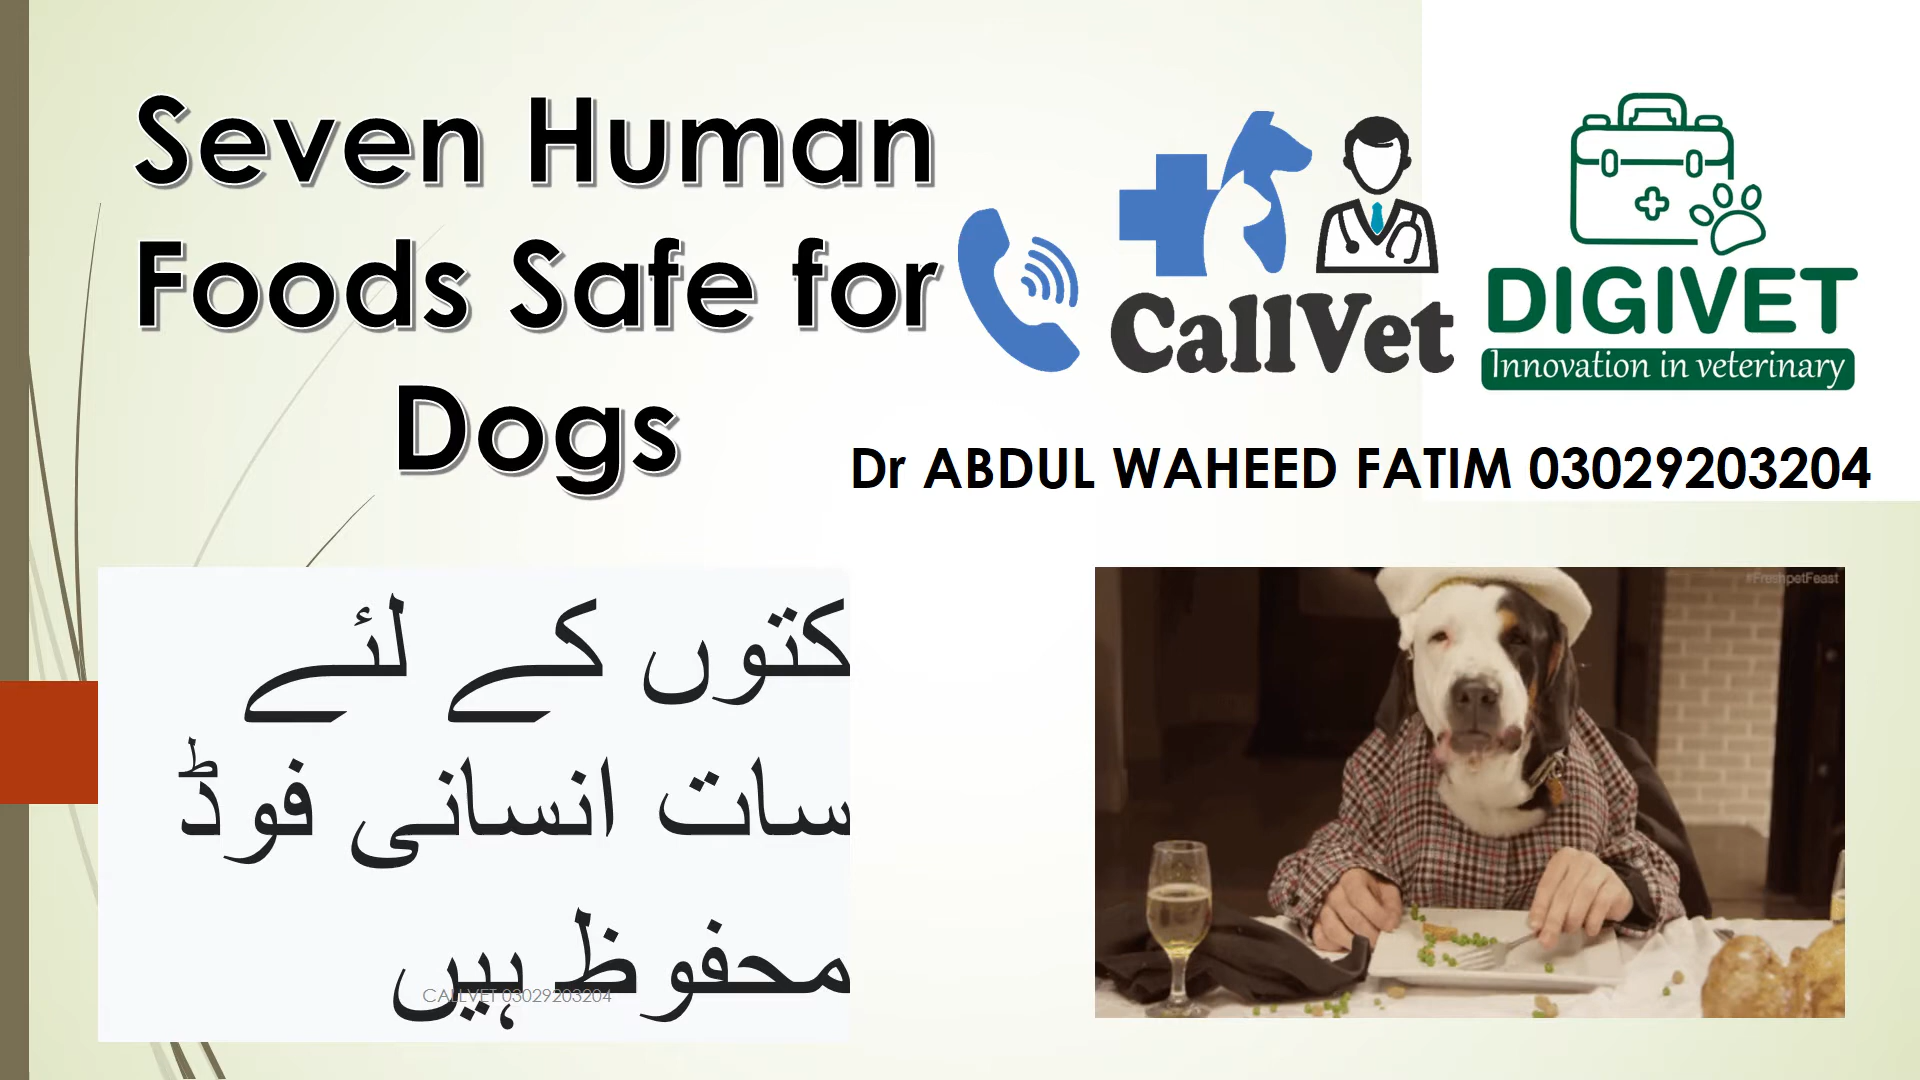 Seven Human
Foods Safe for
Dogs
CallVet
DIGIVET
Innovation in veterinary
Dr ABDUL WAHEED FATIM 03029203204
کتوں کے لئے
سات انسانی فوڈ
محفوظ ہیں
CALLVET 03029203204
#FreshpetFeast